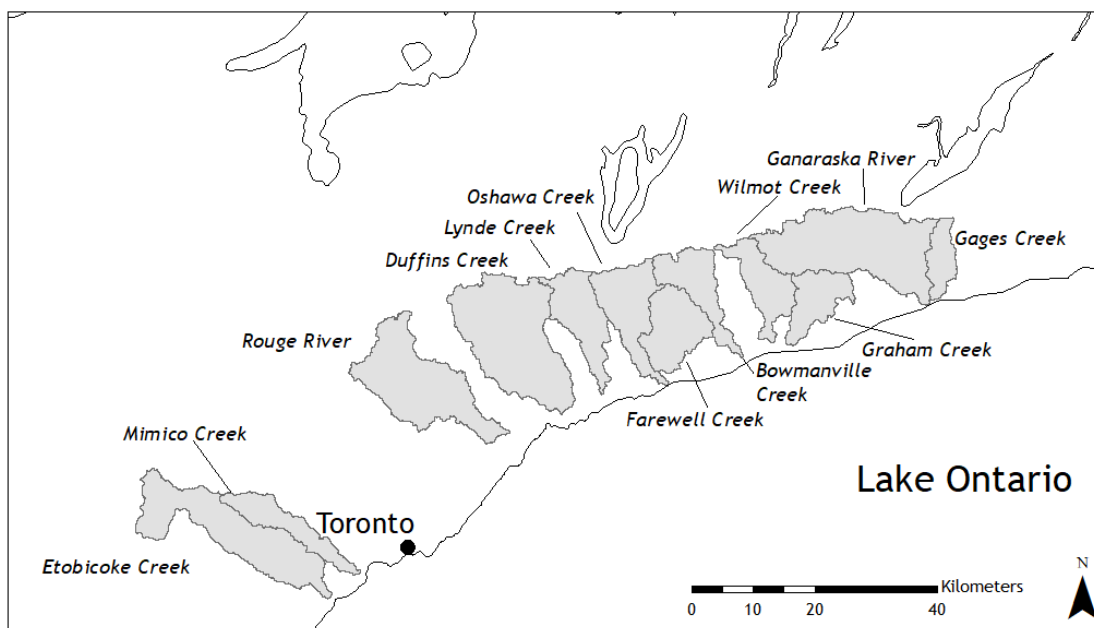 Ganaraska River
Wilmot Creek
Oshawa Creek
Lynde Creek
Duffins Creek
Gages Creek
Rouge River
Graham Creek
Bowmanville
Creek
Farewell Creek
Mimico Creek
Lake Ontario
Toronto
Etobicoke Creek
N
Kilometers
0 10 20 40